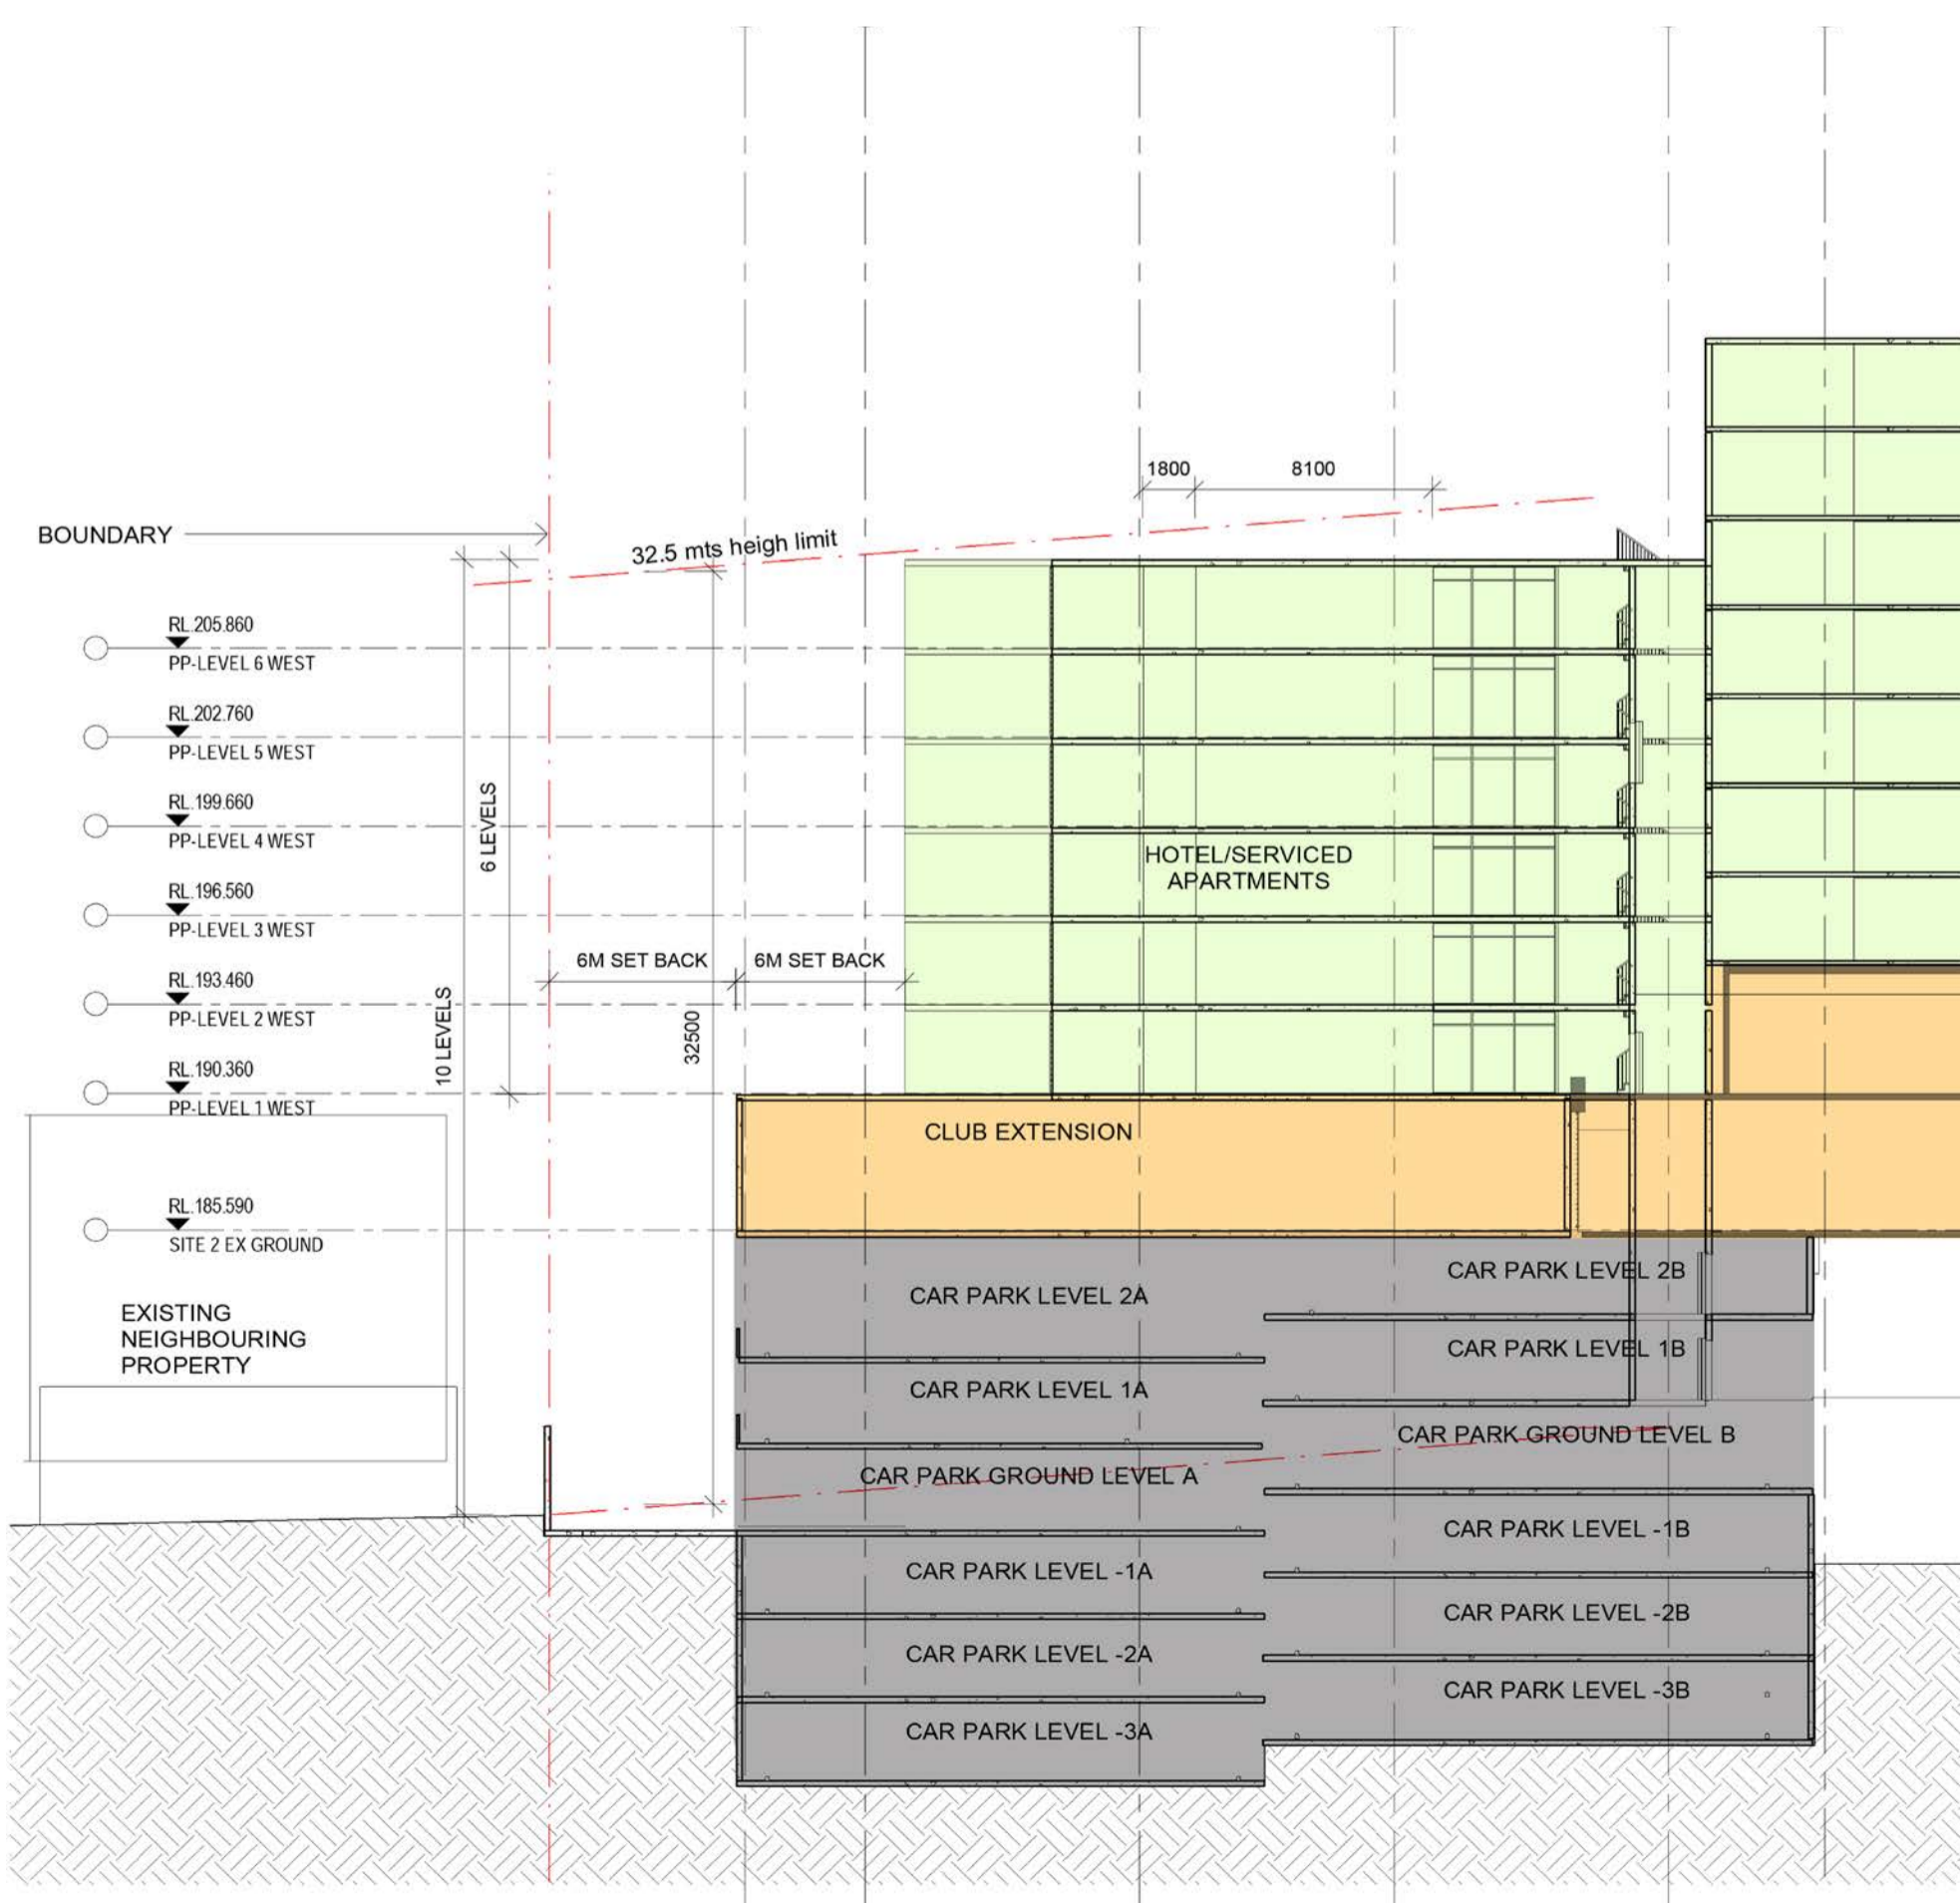 1800
8100
BOUNDARY
32.5 mts heigh limit
RL.205.860
PP-LEVEL 6 WEST
RL.202.760
PP-LEVEL 5 WEST
6 LEVELS
RL.199.660
PP-LEVEL 4 WEST
HOTEL/SERVICED
APARTMENTS
RL.196.560
PP-LEVEL 3 WEST
6M SET BACK
6M SET BACK
RL.193.460
PP-LEVEL 2 WEST
10 LEVELS
32500
RL.190.360
PP-LEVEL 1 WEST
CLUB EXTENSION
RL.185.590
SITE 2 EX GROUND
EXISTING
NEIGHBOURING
PROPERTY
CAR PARK LEVEL 2A
CAR PARK LEVEL 2B
CAR PARK LEVEL 1A
CAR PARK LEVEL 1B
CAR PARK GROUND LEVEL A
CAR PARK GROUND LEVEL B
CAR PARK LEVEL -1A
CAR PARK LEVEL -1B
CAR PARK LEVEL -2A
CAR PARK LEVEL -2B
CAR PARK LEVEL -3A
CAR PARK LEVEL -3B